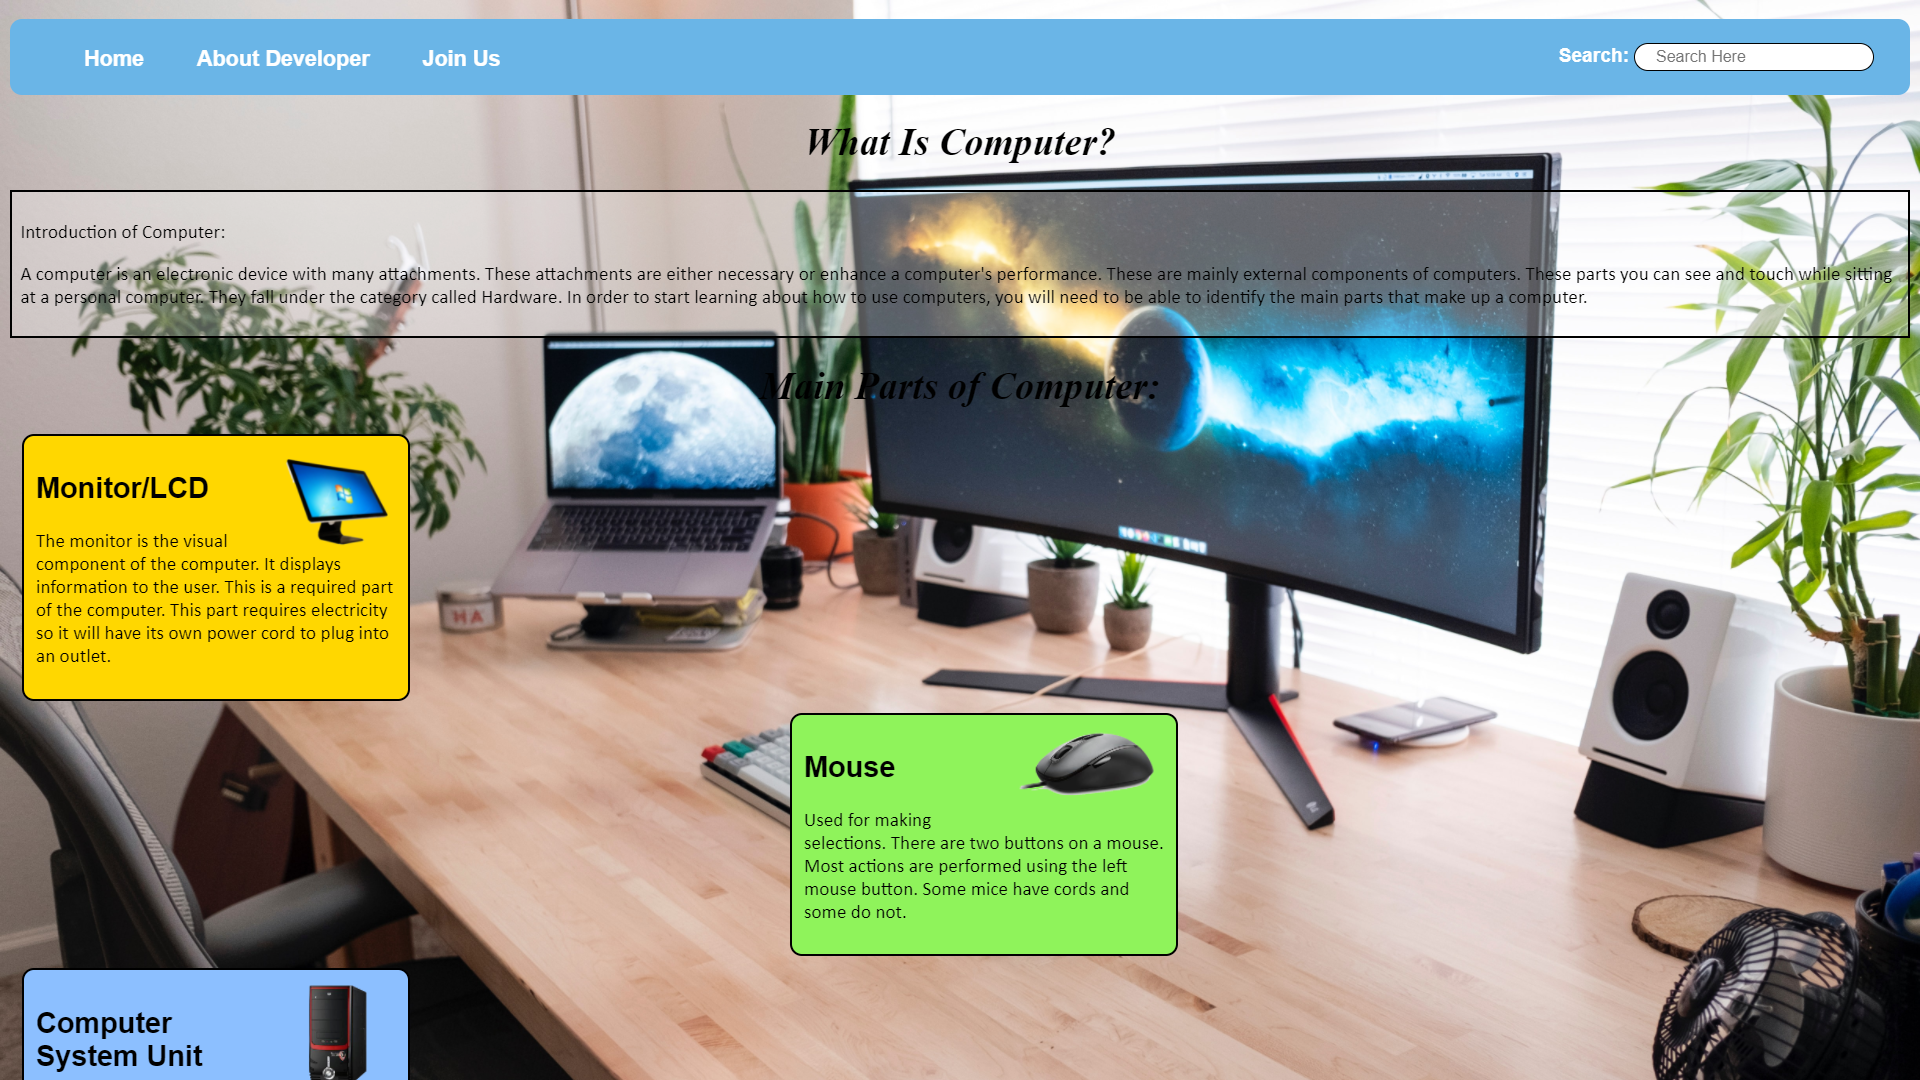 Home About Developer Join Us Search: Search Here
What Is Computer?
Introduction of Computer:
A computer is an electronic device with many attachments. These attachments are either necessary or enhance a computer's performance. These are mainly external components of computers. These parts you can see and touch while sitting
at a personal computer. They fall under the category called Hardware. In order to start learning about how to use computers, you will need to be able to identify the main parts that make up a computer.
Main Parts of Computer:
Monitor/LCD
The monitor is the visual
component of the computer. It displays
information to the user. This is a required part
of the computer. This part requires electricity
so it will have its own power cord to plug into
an outlet.
HA
Mouse
Used for making
selections. There are two buttons on a mouse.
Most actions are performed using the left
mouse button. Some mice have cords and
some do not.
Computer
System Unit